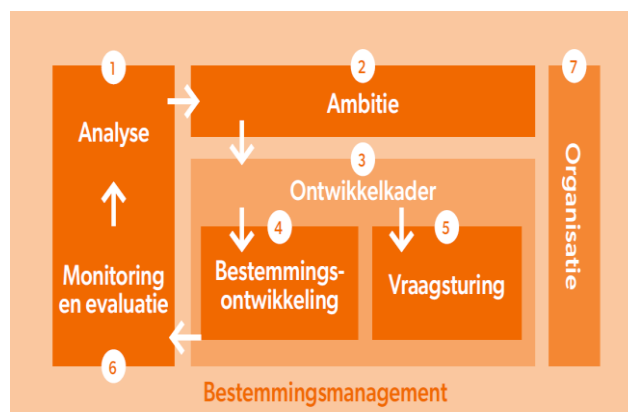 1
Analyse
2
Ambitie
3
Ontwikkelkader
4
Bestemmings-
ontwikkeling
5
Vraagsturing
Monitoring
en evaluatie
6
7
Organisatie
Bestemmingsmanagement